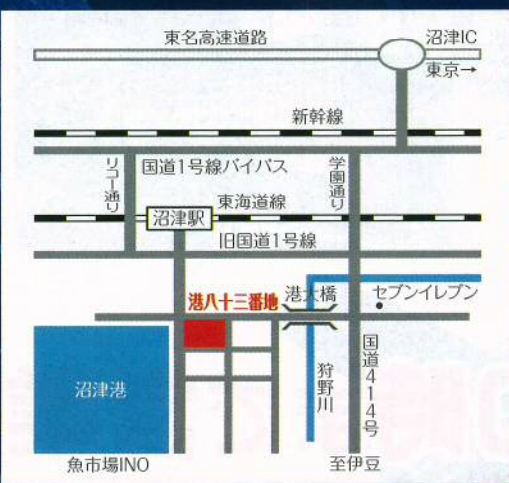 東名高速道路
沼津IC
東京→
新幹線
リコー通り
国道1号線バイパス
学園通り
東海道線
沼津駅
旧国道1号線
港八十三番地
港大橋
セブンイレブン
沼津港
狩野川
国道414号
魚市場INO
至伊豆